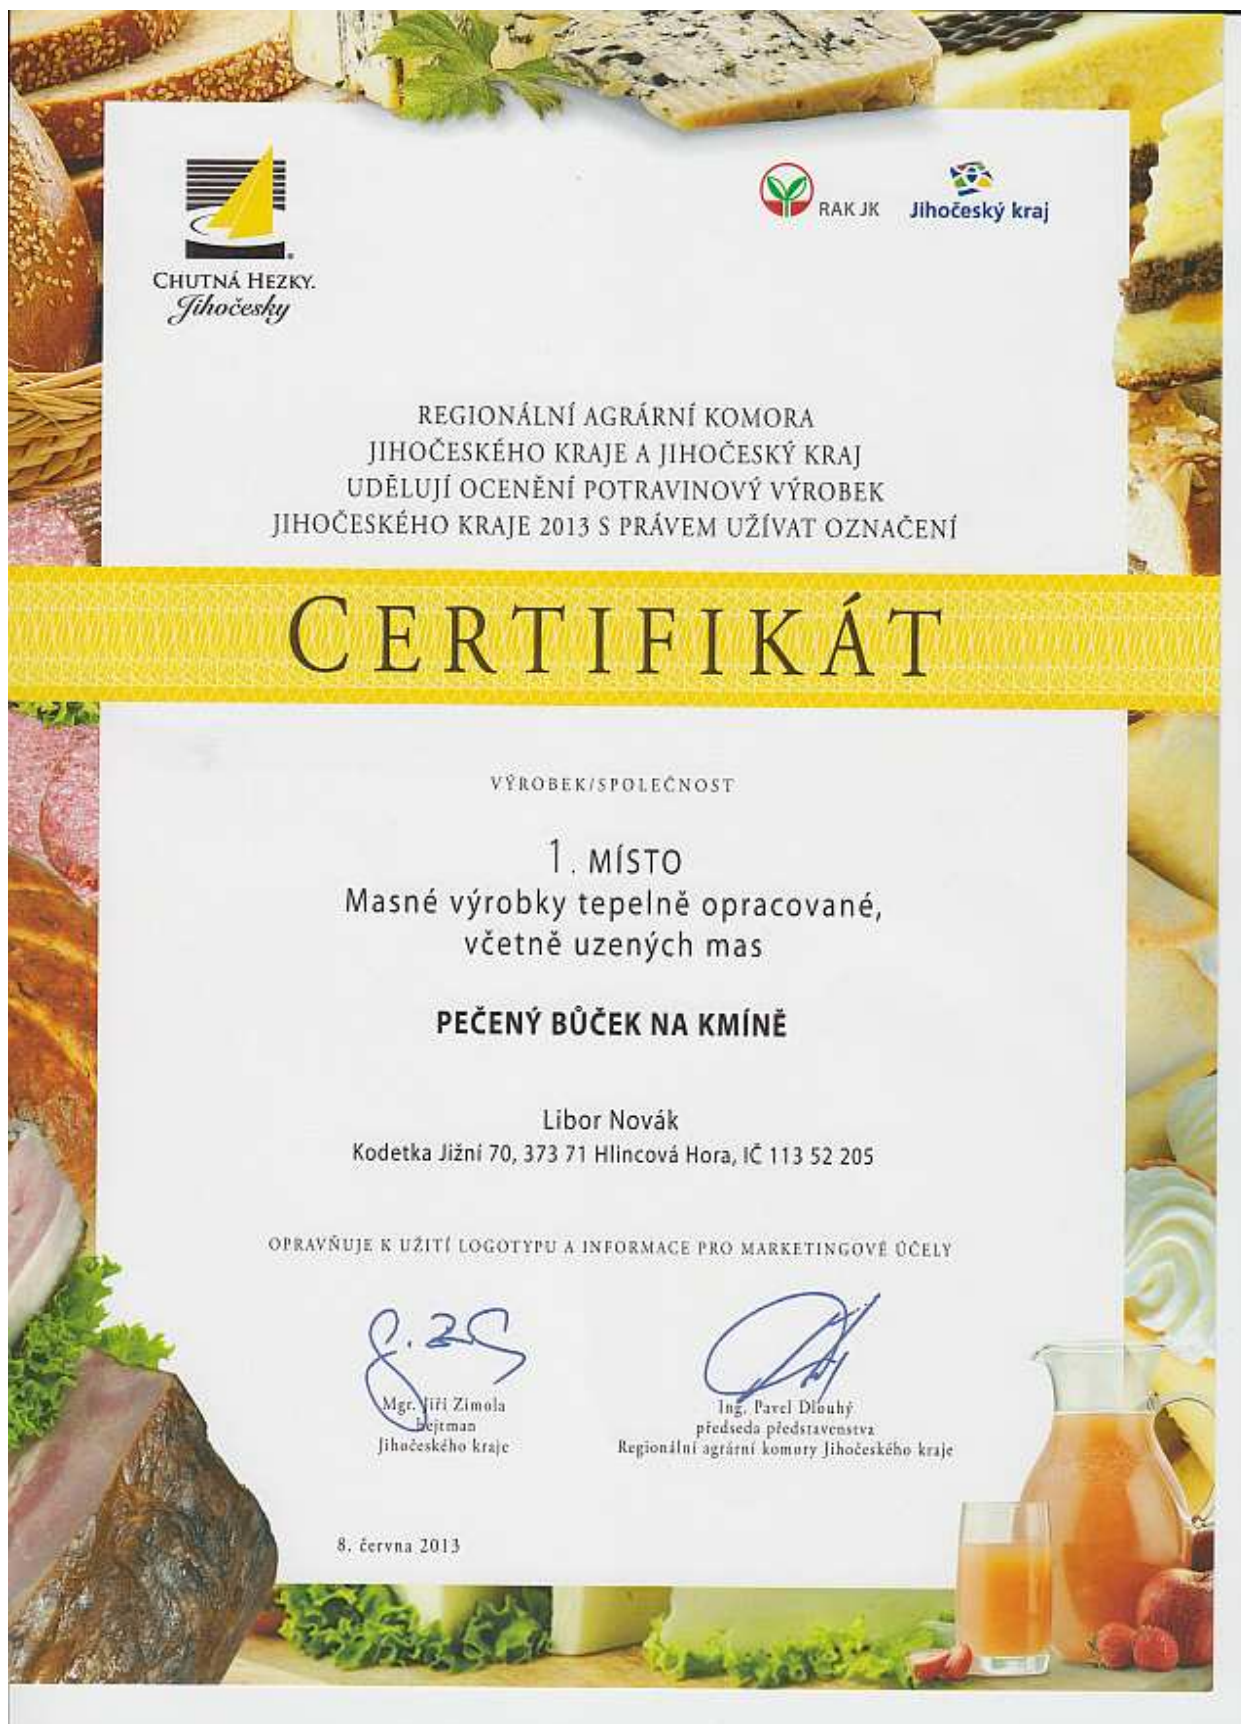 CHUTNÁ HEZKY.
Jihočesky
RAK JK
Jihočeský kraj
REGIONÁLNÍ AGRÁRNÍ KOMORA
JIHOČESKÉHO KRAJE A JIHOČESKÝ KRAJ
UDĚLUJÍ OCENĚNÍ POTRAVINOVÝ VÝROBEK
JIHOČESKÉHO KRAJE 2013 S PRÁVEM UŽÍVAT OZNAČENÍ
CERTIFIKÁT
VÝROBEK/SPOLEČNOST
1. MÍSTO
Masné výrobky tepelně opracované,
včetně uzených mas
PEČENÝ BŮČEK NA KMÍNĚ
Libor Novák
Kodetka Jižní 70, 373 71 Hlincová Hora, IČ 113 52 205
OPRAVŇUJE K UŽITÍ LOGOTYPU A INFORMACE PRO MARKETINGOVÉ ÚČELY
Mgr. Jiří Zimola
hejtman
Jihočeského kraje
Ing. Pavel Dlouhý
předseda představenstva
Regionální agrární komory Jihočeského kraje
8. června 2013